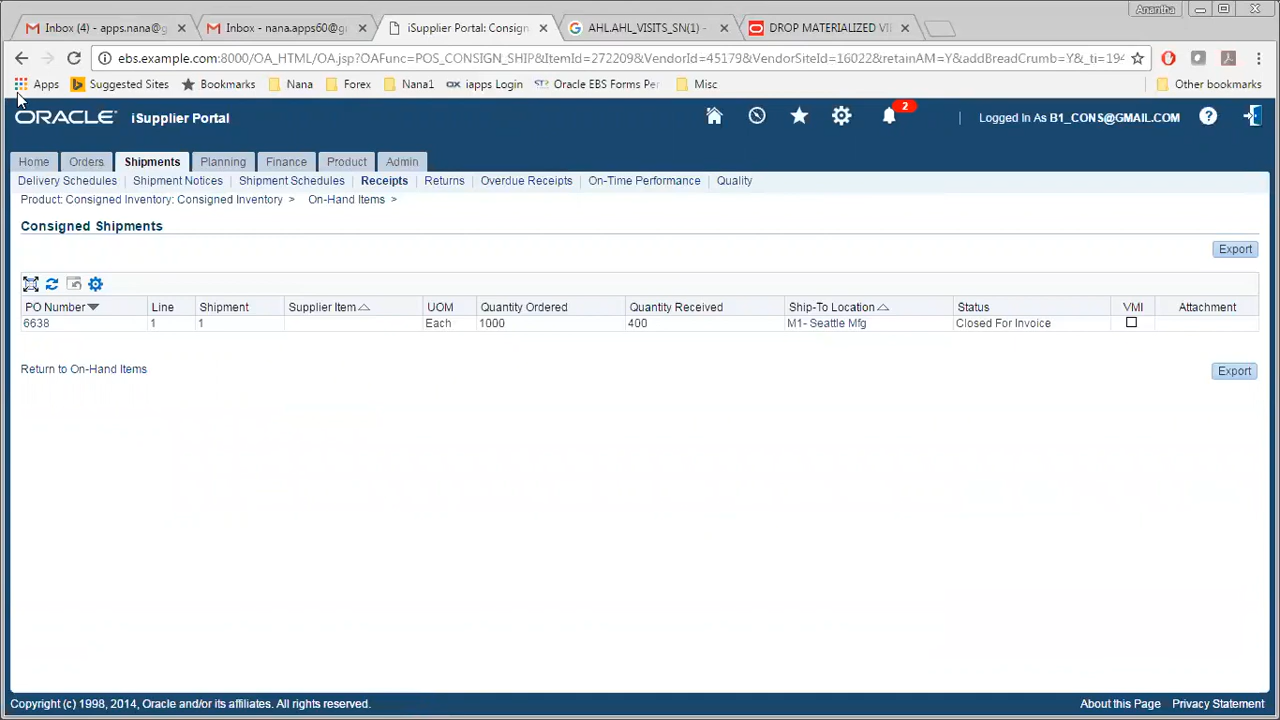 Anantha
Inbox (4) - apps.nana@g
Inbox - nana.apps60@g
iSupplier Portal: Consign
AHLAHL_VISITS_SN(1) -
DROP MATERIALIZED VI
ebs.example.com:8000/OA_HTML/OA.jsp?OAFunc=POS_CONSIGN_SHIP&ItemId=272209&VendorId=45179&VendorSiteId=16022&retainAM=Y&addBreadCrumb=Y&_ti=194
Apps Suggested Sites Bookmarks Nana Forex Nana1 iapps Login Oracle EBS Forms Per Misc Other bookmarks
ORACLE iSupplier Portal 2 Logged In As B1_CONS@GMAIL.COM
Home Orders Shipments Planning Finance Product Admin
Delivery Schedules Shipment Notices Shipment Schedules Receipts Returns Overdue Receipts On-Time Performance Quality
Product: Consigned Inventory: Consigned Inventory > On-Hand Items >
Consigned Shipments
Export
PO Number Line Shipment Supplier Item UOM Quantity Ordered Quantity Received Ship-To Location Status VMI Attachment
6638 1 1 Each 1000 400 M1- Seattle Mfg Closed For Invoice
Return to On-Hand Items
Export
Copyright (c) 1998, 2014, Oracle and/or its affiliates. All rights reserved. About this Page Privacy Statement